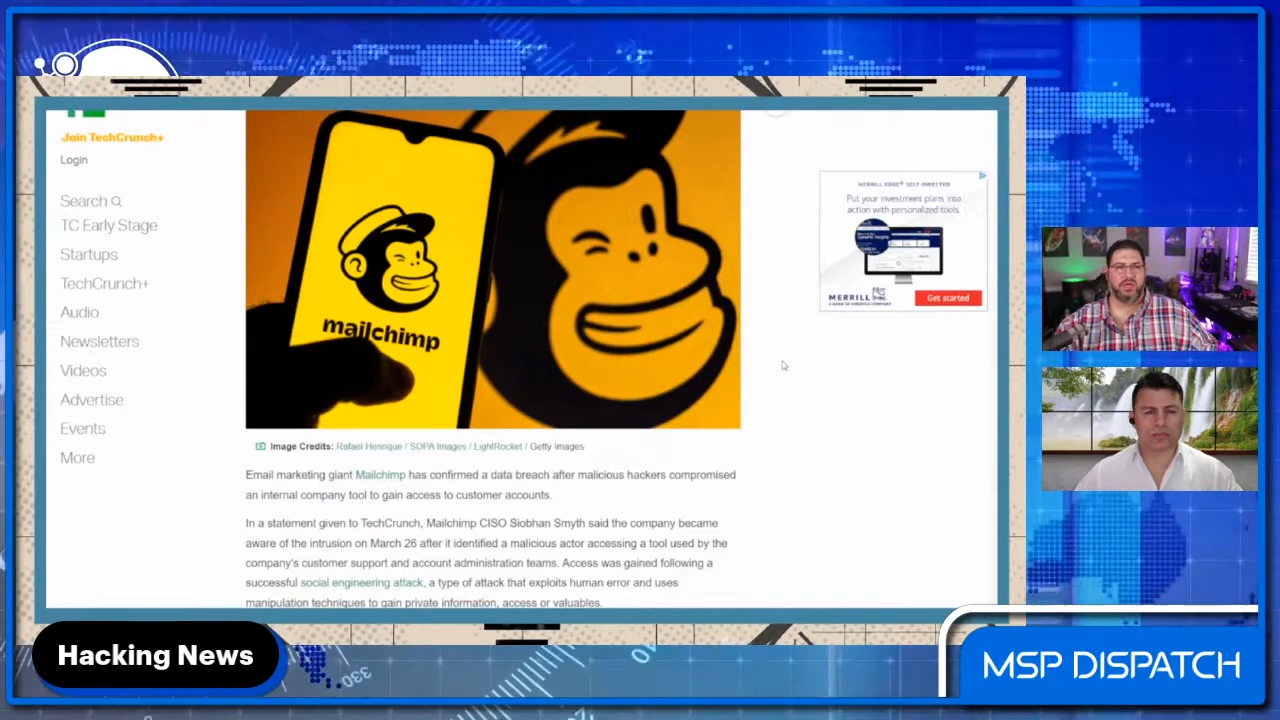 Join TechCrunch+
Login
Search
TC Early Stage
Startups
TechCrunch+
Audio
Newsletters
Videos
Advertise
Events
More
mailchimp
MERRILL EDGE® SELF-DIRECTED
Put your investment plans into
action with personalized tools.
MERRILL
A BANK OF AMERICA COMPANY
Get started
Image Credits: Rafael Henrique / SOPA Images / LightRocket / Getty Images
Email marketing giant Mailchimp has confirmed a data breach after malicious hackers compromised
an internal company tool to gain access to customer accounts.
In a statement given to TechCrunch, Mailchimp CISO Siobhan Smyth said the company became
aware of the intrusion on March 26 after it identified a malicious actor accessing a tool used by the
company's customer support and account administration teams. Access was gained following a
successful social engineering attack, a type of attack that exploits human error and uses
manipulation techniques to gain private information, access or valuables.
Hacking News
MSP DISPATCH
330